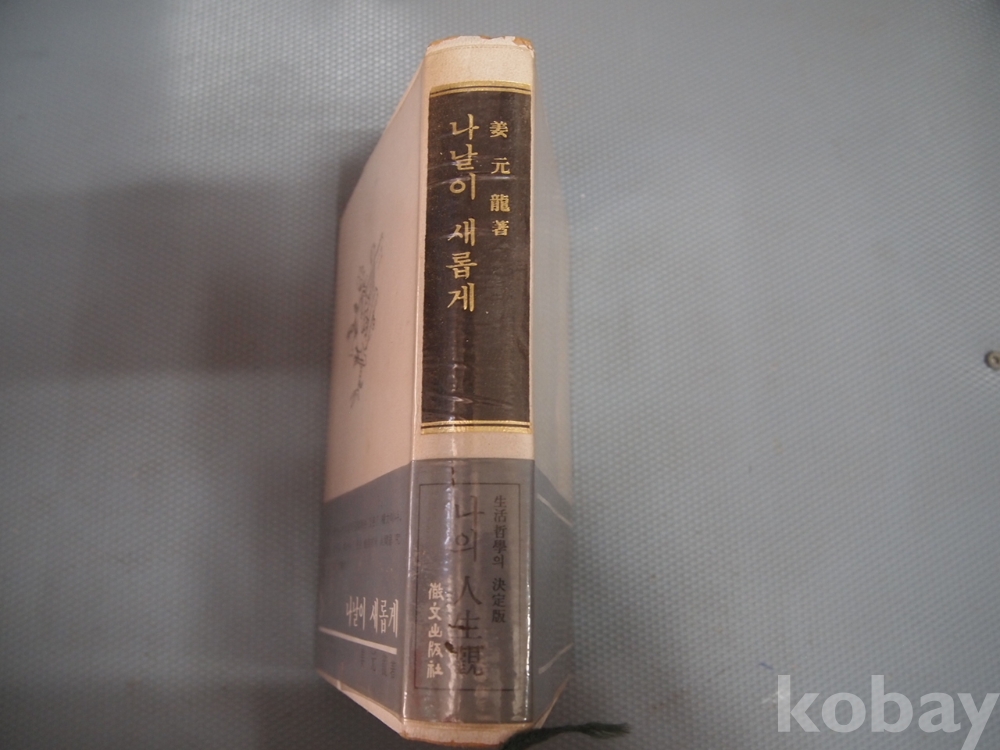 나날이 새롭게
姜元龍 著
生活哲學의 決定版
나의 人生觀
徽文出版社
나날이 새롭게
kobay